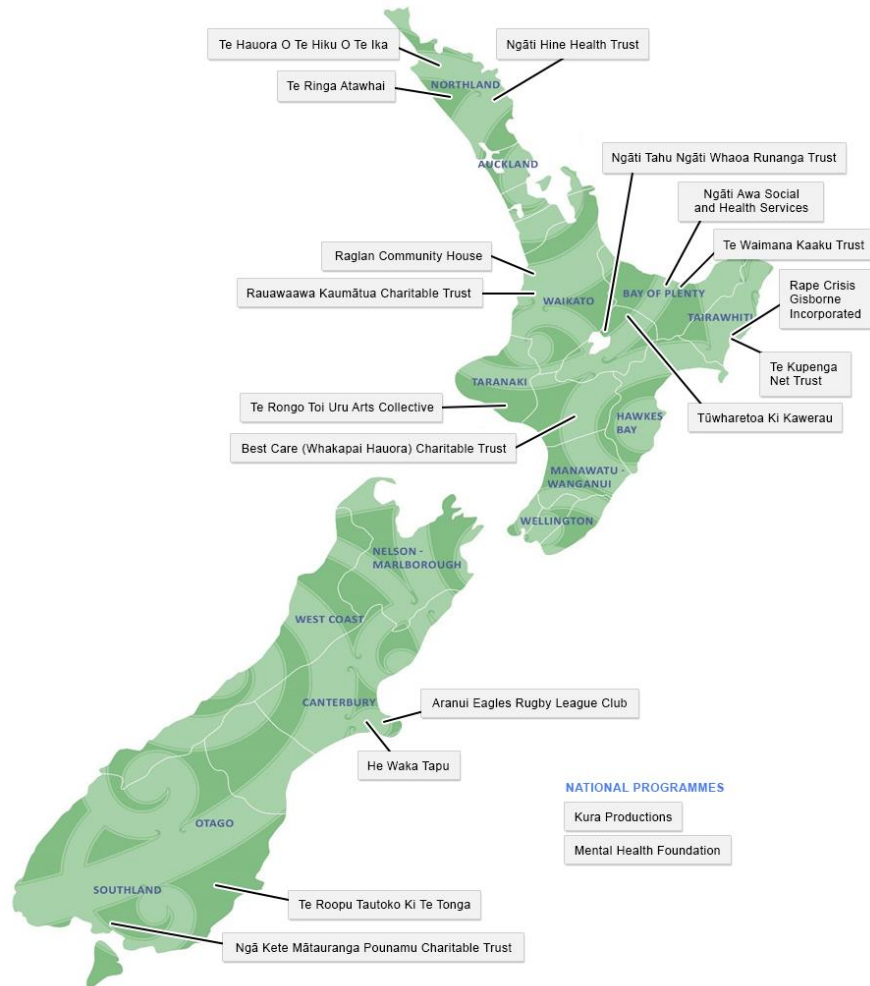 Te Hauora O Te Hiku O Te Ika
Ngāti Hine Health Trust
Te Ringa Atawhai
NORTHLAND
AUCKLAND
Ngāti Tahu Ngāti Whaoa Runanga Trust
Ngāti Awa Social
and Health Services
Raglan Community House
Te Waimana Kaaku Trust
Rauawaawa Kaumātua Charitable Trust
WAIKATO
BAY OF PLENTY
Rape Crisis
Gisborne
Incorporated
TAIRAWHITI
TARANAKI
Te Kupenga
Net Trust
Te Rongo Toi Uru Arts Collective
HAWKES
BAY
Tūwharetoa Ki Kawerau
Best Care (Whakapai Hauora) Charitable Trust
MANAWATU -
WANGANUI
WELLINGTON
NELSON -
MARLBOROUGH
WEST COAST
CANTERBURY
Aranui Eagles Rugby League Club
He Waka Tapu
NATIONAL PROGRAMMES
Kura Productions
Mental Health Foundation
OTAGO
SOUTHLAND
Te Roopu Tautoko Ki Te Tonga
Ngā Kete Mātauranga Pounamu Charitable Trust